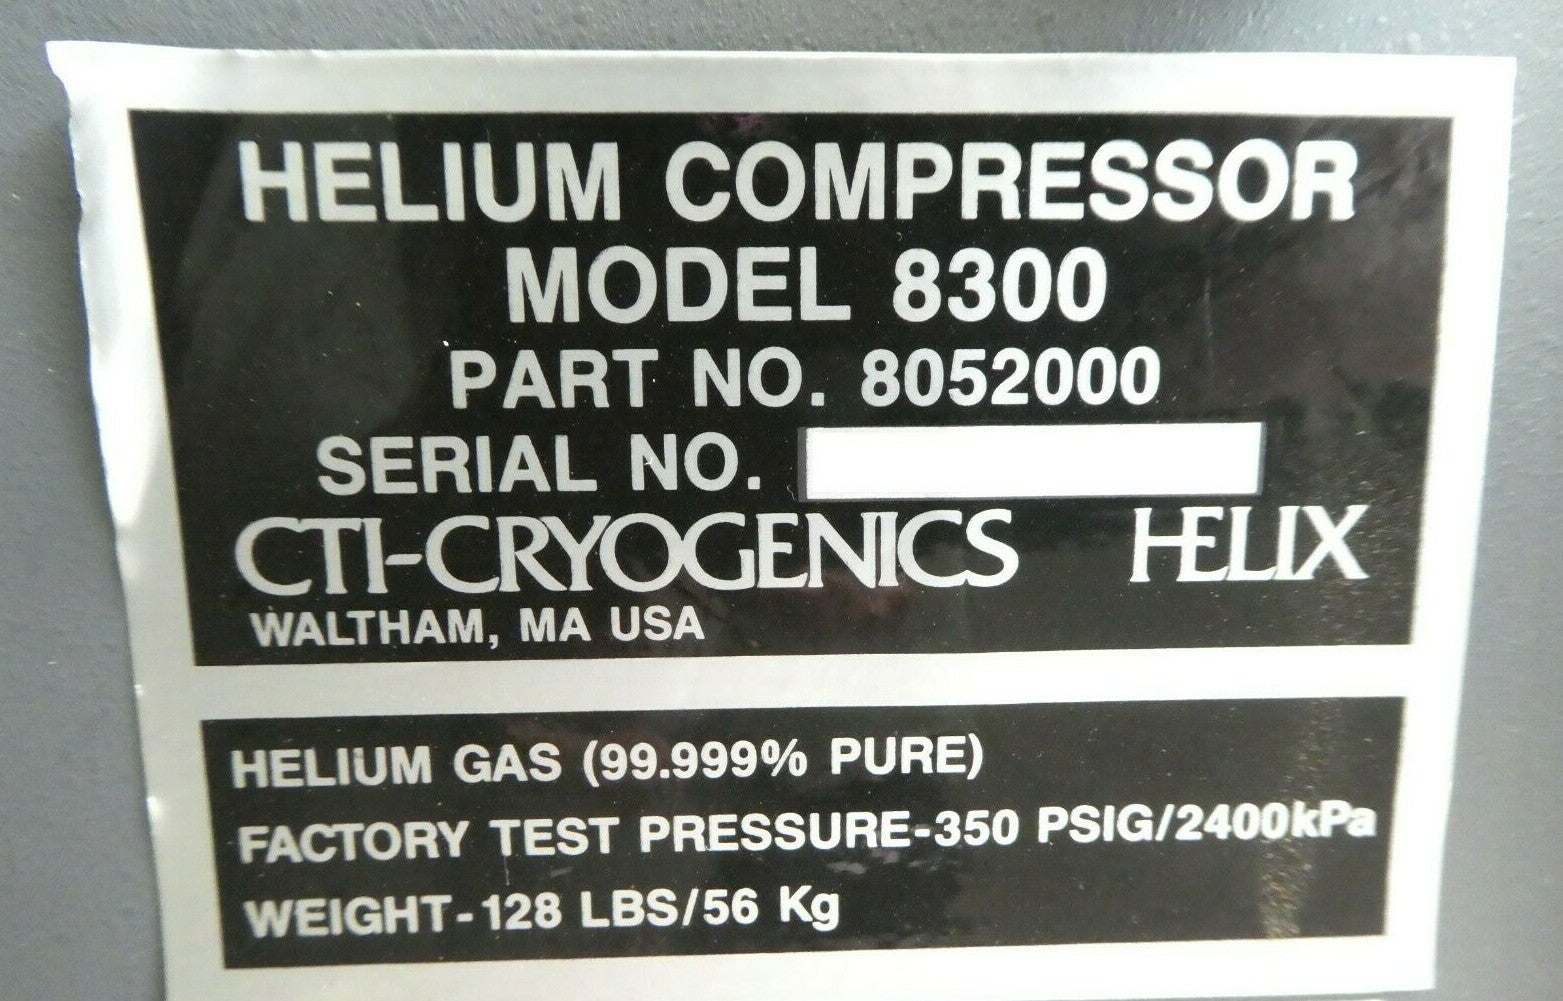 HELIUM COMPRESSOR
MODEL 8300
PART NO. 8052000
SERIAL NO.
CTI-CRYOGENICS HELIX
WALTHAM, MA USA
HELIUM GAS (99.999% PURE)
FACTORY TEST PRESSURE-350 PSIG/2400kPa
WEIGHT-128 LBS/56 Kg